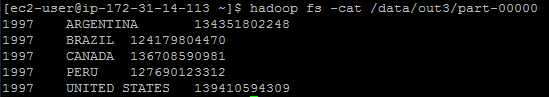 [ec2-user@ip-172-31-14-113 ~]$ hadoop fs -cat /data/out3/part-00000
1997    ARGENTINA       134351802248
1997    BRAZIL  124179804470
1997    CANADA  136708590981
1997    PERU    127690123312
1997    UNITED STATES   139410594309